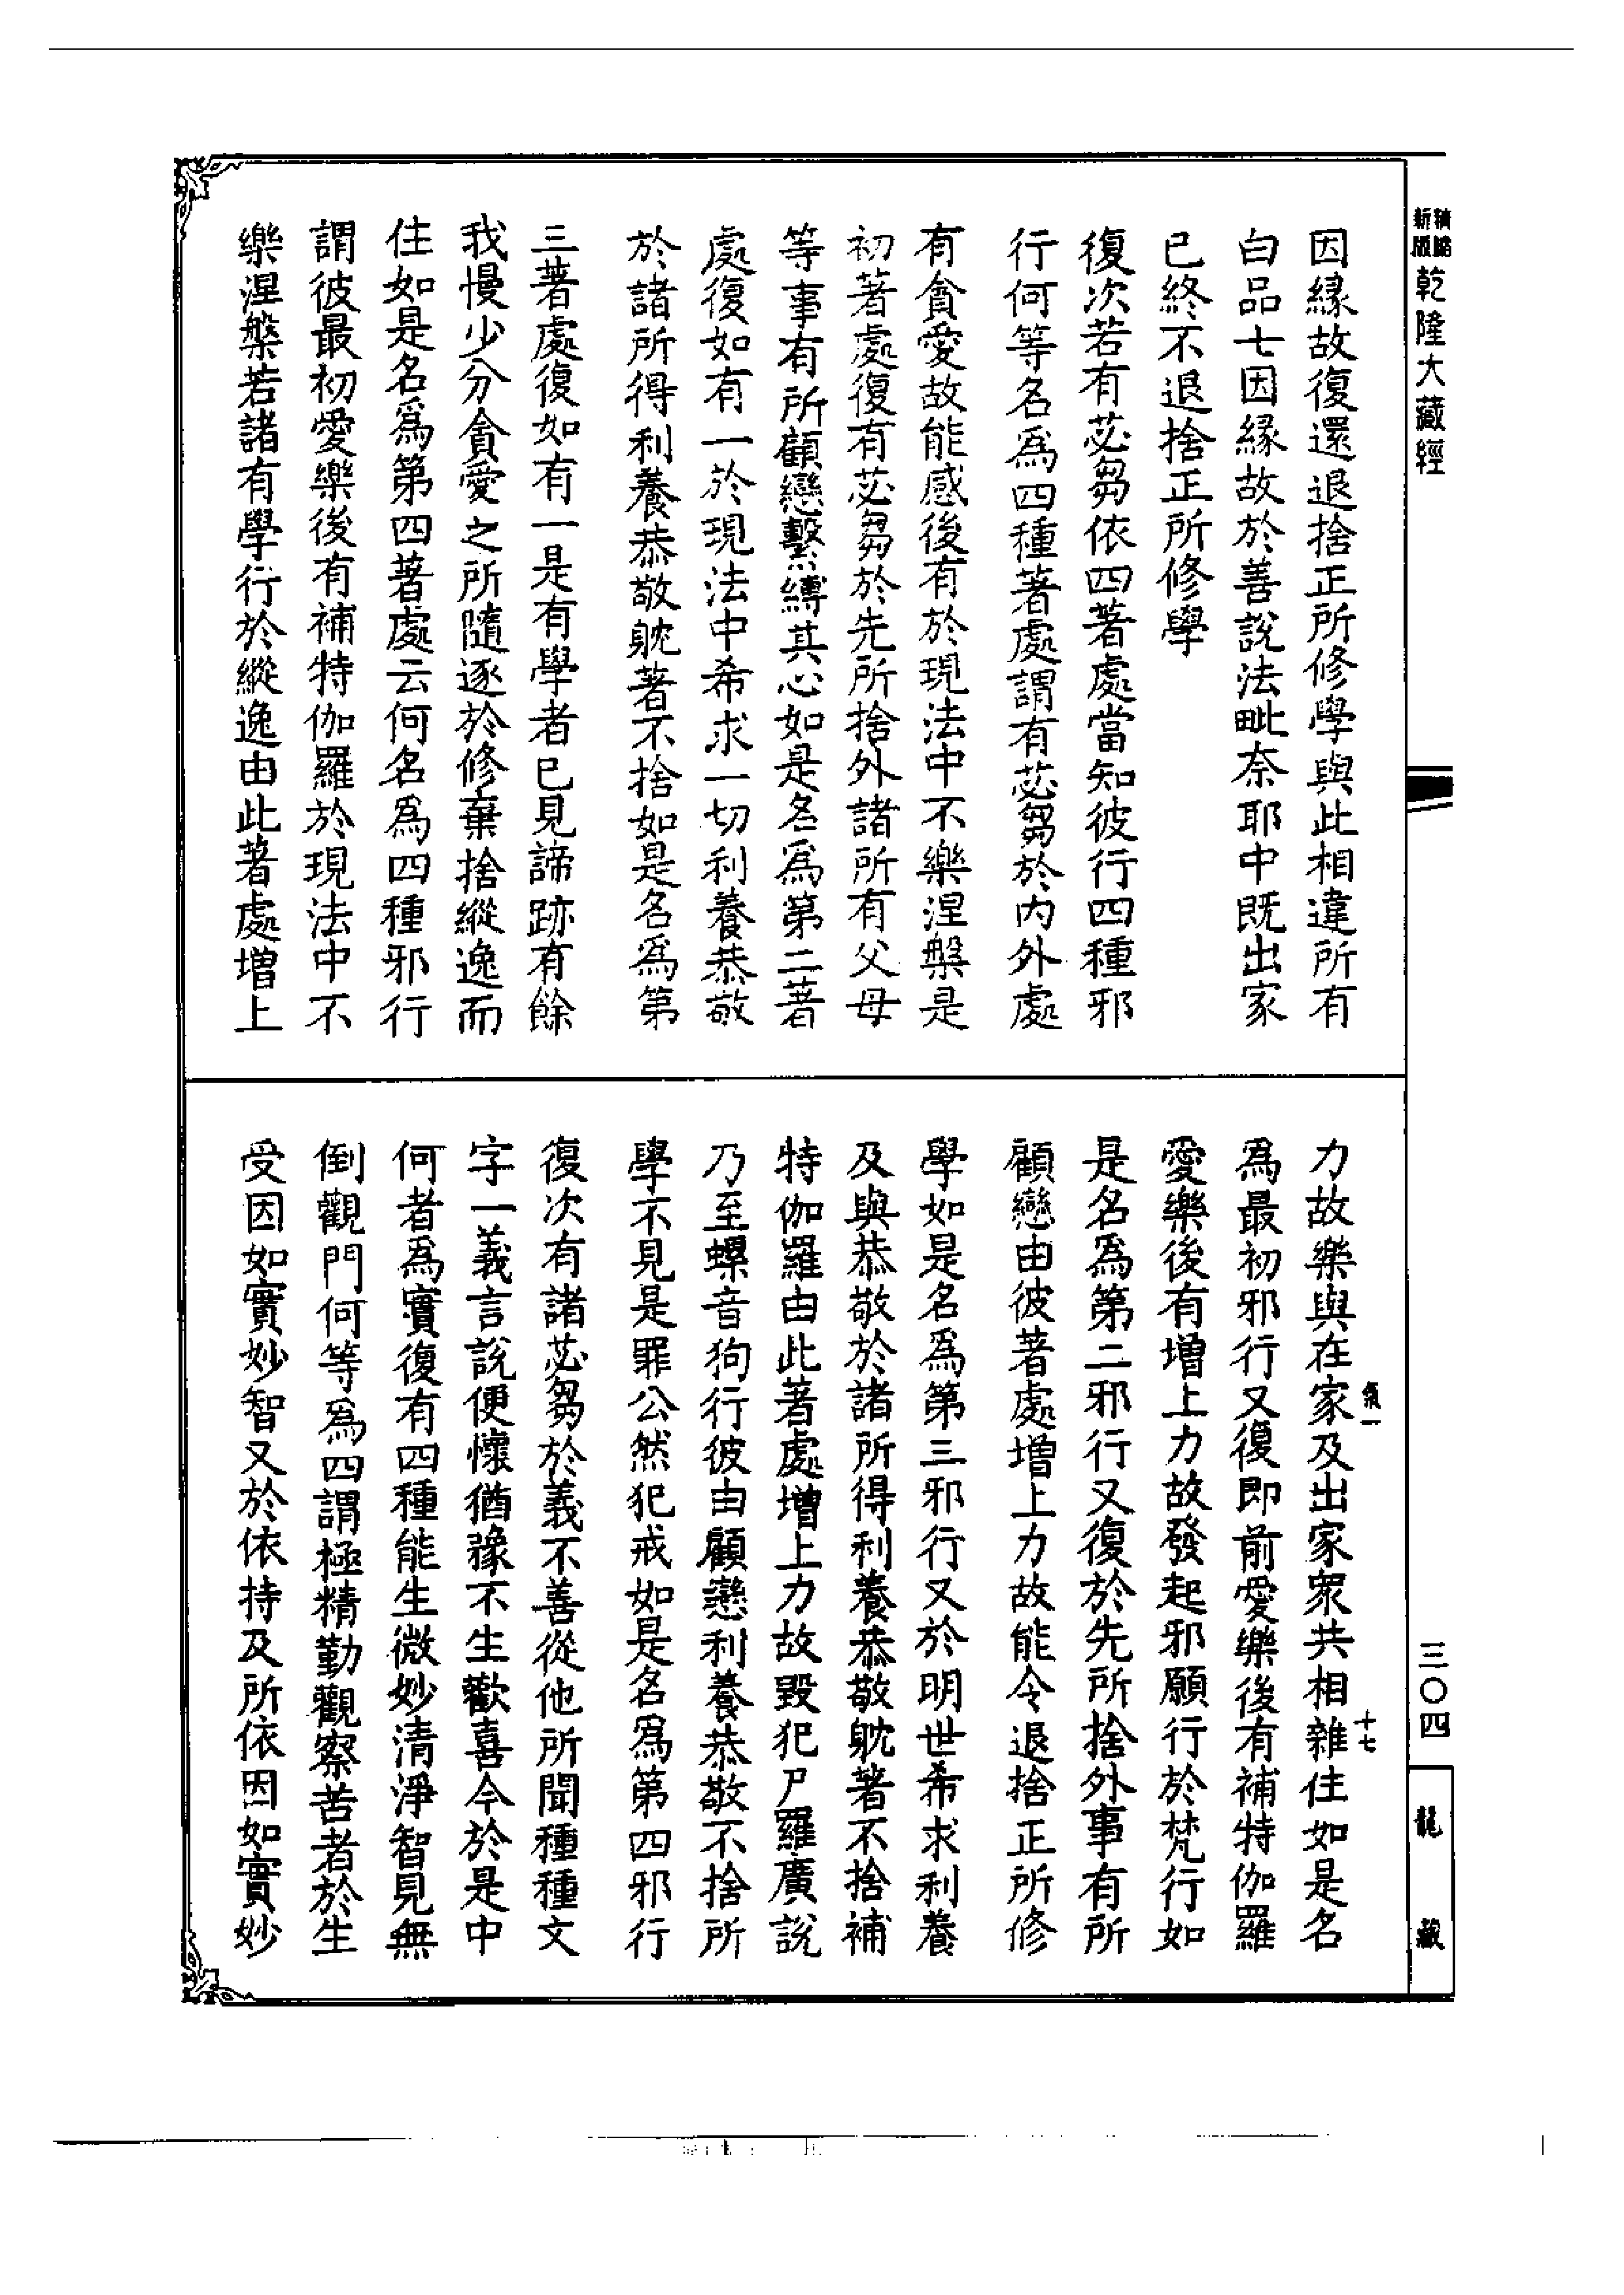 新版精縮乾隆大藏經
因緣故復還退捨正所修學與此相違所有
白品七因緣故於善說法毗奈耶中既出家
已終不退捨正所修學
復次若有苾芻依四著處當知彼行四種邪
行何等名為四種著處謂有苾芻於內外處
有貪愛故能感後有於現法中不樂涅槃是
初著處復有苾芻於先所捨外諸所有父母
等事有所顧戀繫縛其心如是名為第二著
處復如有一於現法中希求一切利養恭敬
於諸所得利養恭敬躭著不捨如是名為第
三著處復如有一是有學者已見諦跡有餘
我慢少分貪愛之所隨逐於修棄捨縱逸而
住如是名爲第四著處云何名為四種邪行
謂彼最初愛樂後有補特伽羅於現法中不
樂涅槃若諸有學行於縱逸由此著處增上
力故樂與在家及出家衆共相雜住如是名
為最初邪行又復即前愛樂後有補特伽羅
愛樂後有增上力故發起邪願行於梵行如
是名爲第二邪行又復於先所捨外事有所
顧戀由彼著處增上力故能令退捨正所修
學如是名爲第三邪行又於明世希求利養
及與恭敬於諸所得利養恭敬躭著不捨補
特伽羅由此著處增上力故毀犯尸羅廣說
乃至螺音狗行彼由顧戀利養恭敬不捨所
學不見是罪公然犯戒如是名爲第四邪行
復次有諸苾芻於義不善從他所聞種種文
字一義言說便懷猶豫不生歡喜今於是中
何者爲實復有四種能生微妙清淨智見無
倒觀門何等爲四謂極精勤觀察苦者於生
受因如實妙智又於依持及所依因如實妙
十七
三〇四
龍藏